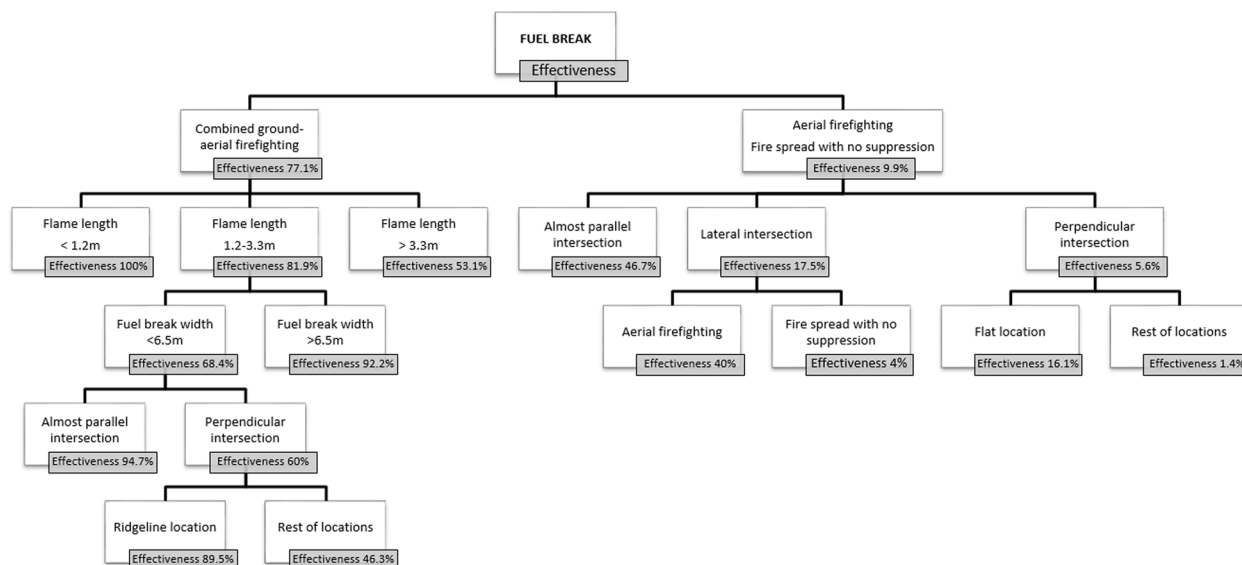 FUEL BREAK
Effectiveness
Combined ground-
aerial firefighting
Effectiveness 77.1%
Aerial firefighting
Fire spread with no suppression
Effectiveness 9.9%
Flame length
< 1.2m
Effectiveness 100%
Flame length
1.2-3.3m
Effectiveness 81.9%
Flame length
> 3.3m
Effectiveness 53.1%
Almost parallel
intersection
Effectiveness 46.7%
Lateral intersection
Effectiveness 17.5%
Perpendicular
intersection
Effectiveness 5.6%
Fuel break width
<6.5m
Effectiveness 68.4%
Fuel break width
>6.5m
Effectiveness 92.2%
Aerial firefighting
Effectiveness 40%
Fire spread with no
suppression
Effectiveness 4%
Flat location
Effectiveness 16.1%
Rest of locations
Effectiveness 1.4%
Almost parallel
intersection
Effectiveness 94.7%
Perpendicular
intersection
Effectiveness 60%
Ridgeline location
Effectiveness 89.5%
Rest of locations
Effectiveness 46.3%